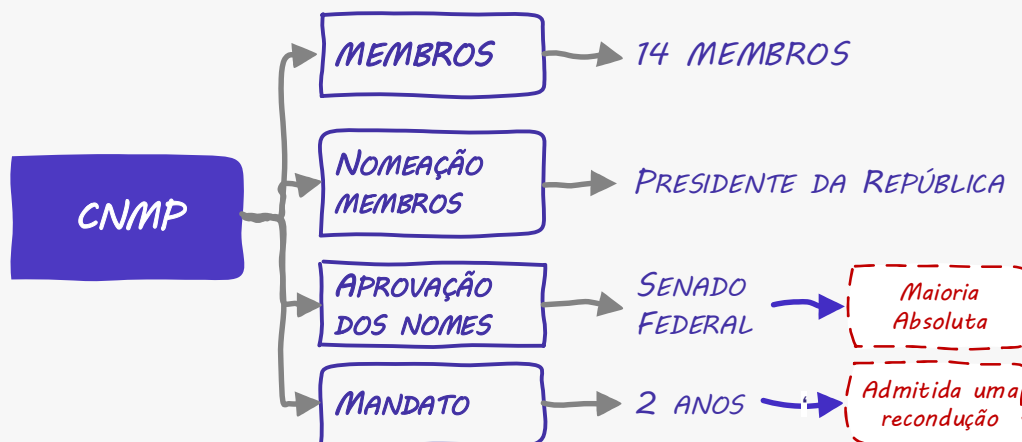 MEMBROS
14 MEMBROS
NOMEAÇÃO
MEMBROS
PRESIDENTE DA REPÚBLICA
CNMP
APROVAÇÃO
DOS NOMES
SENADO
FEDERAL
Maioria
Absoluta
MANDATO
2 ANOS
Admitida uma
recondução